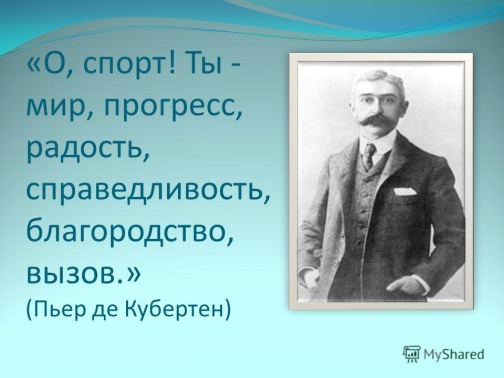 «О, спорт! Ты -
мир, прогресс,
радость,
справедливость,
благородство,
вызов.»
(Пьер де Кубертен)
MyShared